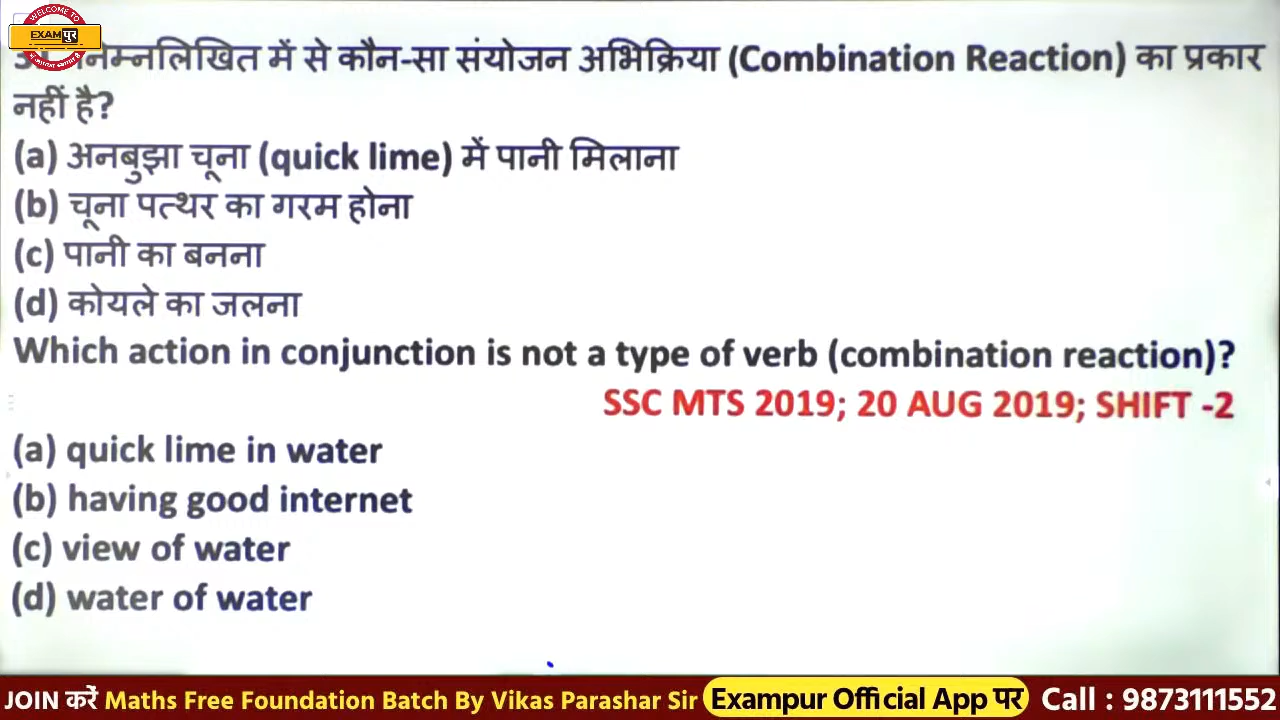 WELCOME TO
EXAMपुर
निम्नलिखित में से कौन-सा संयोजन अभिक्रिया (Combination Reaction) का प्रकार
नहीं है?
(a) अनबुझा चूना (quick lime) में पानी मिलाना
(b) चूना पत्थर का गरम होना
(c) पानी का बनना
(d) कोयले का जलना
Which action in conjunction is not a type of verb (combination reaction)?
SSC MTS 2019; 20 AUG 2019; SHIFT -2
(a) quick lime in water
(b) having good internet
(c) view of water
(d) water of water
JOIN करें Maths Free Foundation Batch By Vikas Parashar Sir Exampur Official App पर Call : 9873111552